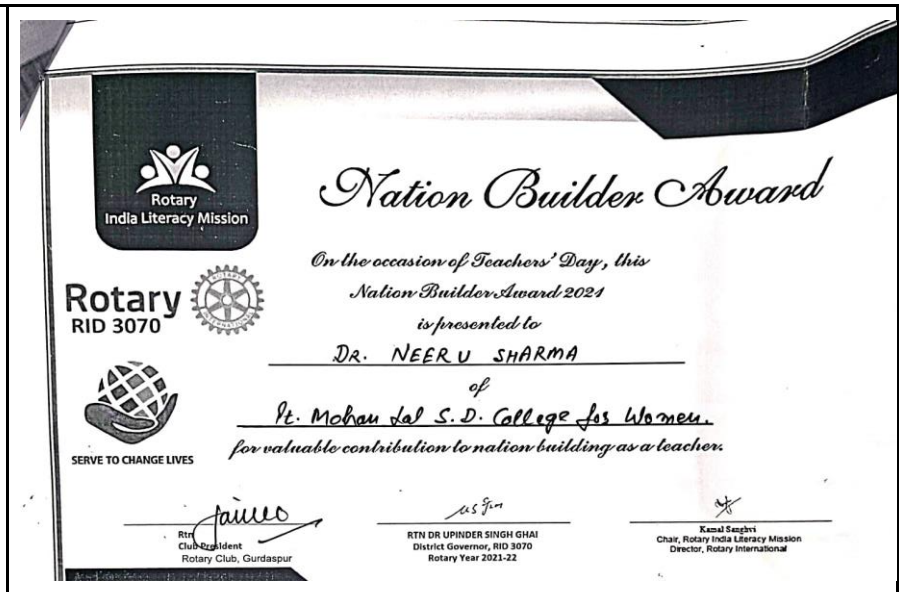 Rotary
India Literacy Mission
Nation Builder Award
Rotary
RID 3070
ROTARY
INTERNATIONAL
On the occasion of Teachers' Day, this
Nation Builder Award 2021
is presented to
DR. NEERU SHARMA
of
Pt. Mohan Lal S.D. College for Women.
for valuable contribution to nation building as a teacher.
SERVE TO CHANGE LIVES
Rtn
Club President
Rotary Club, Gurdaspur
RTN DR UPINDER SINGH GHAI
District Governor, RID 3070
Rotary Year 2021-22
Kamal Sanghvi
Chair, Rotary India Literacy Mission
Director, Rotary International